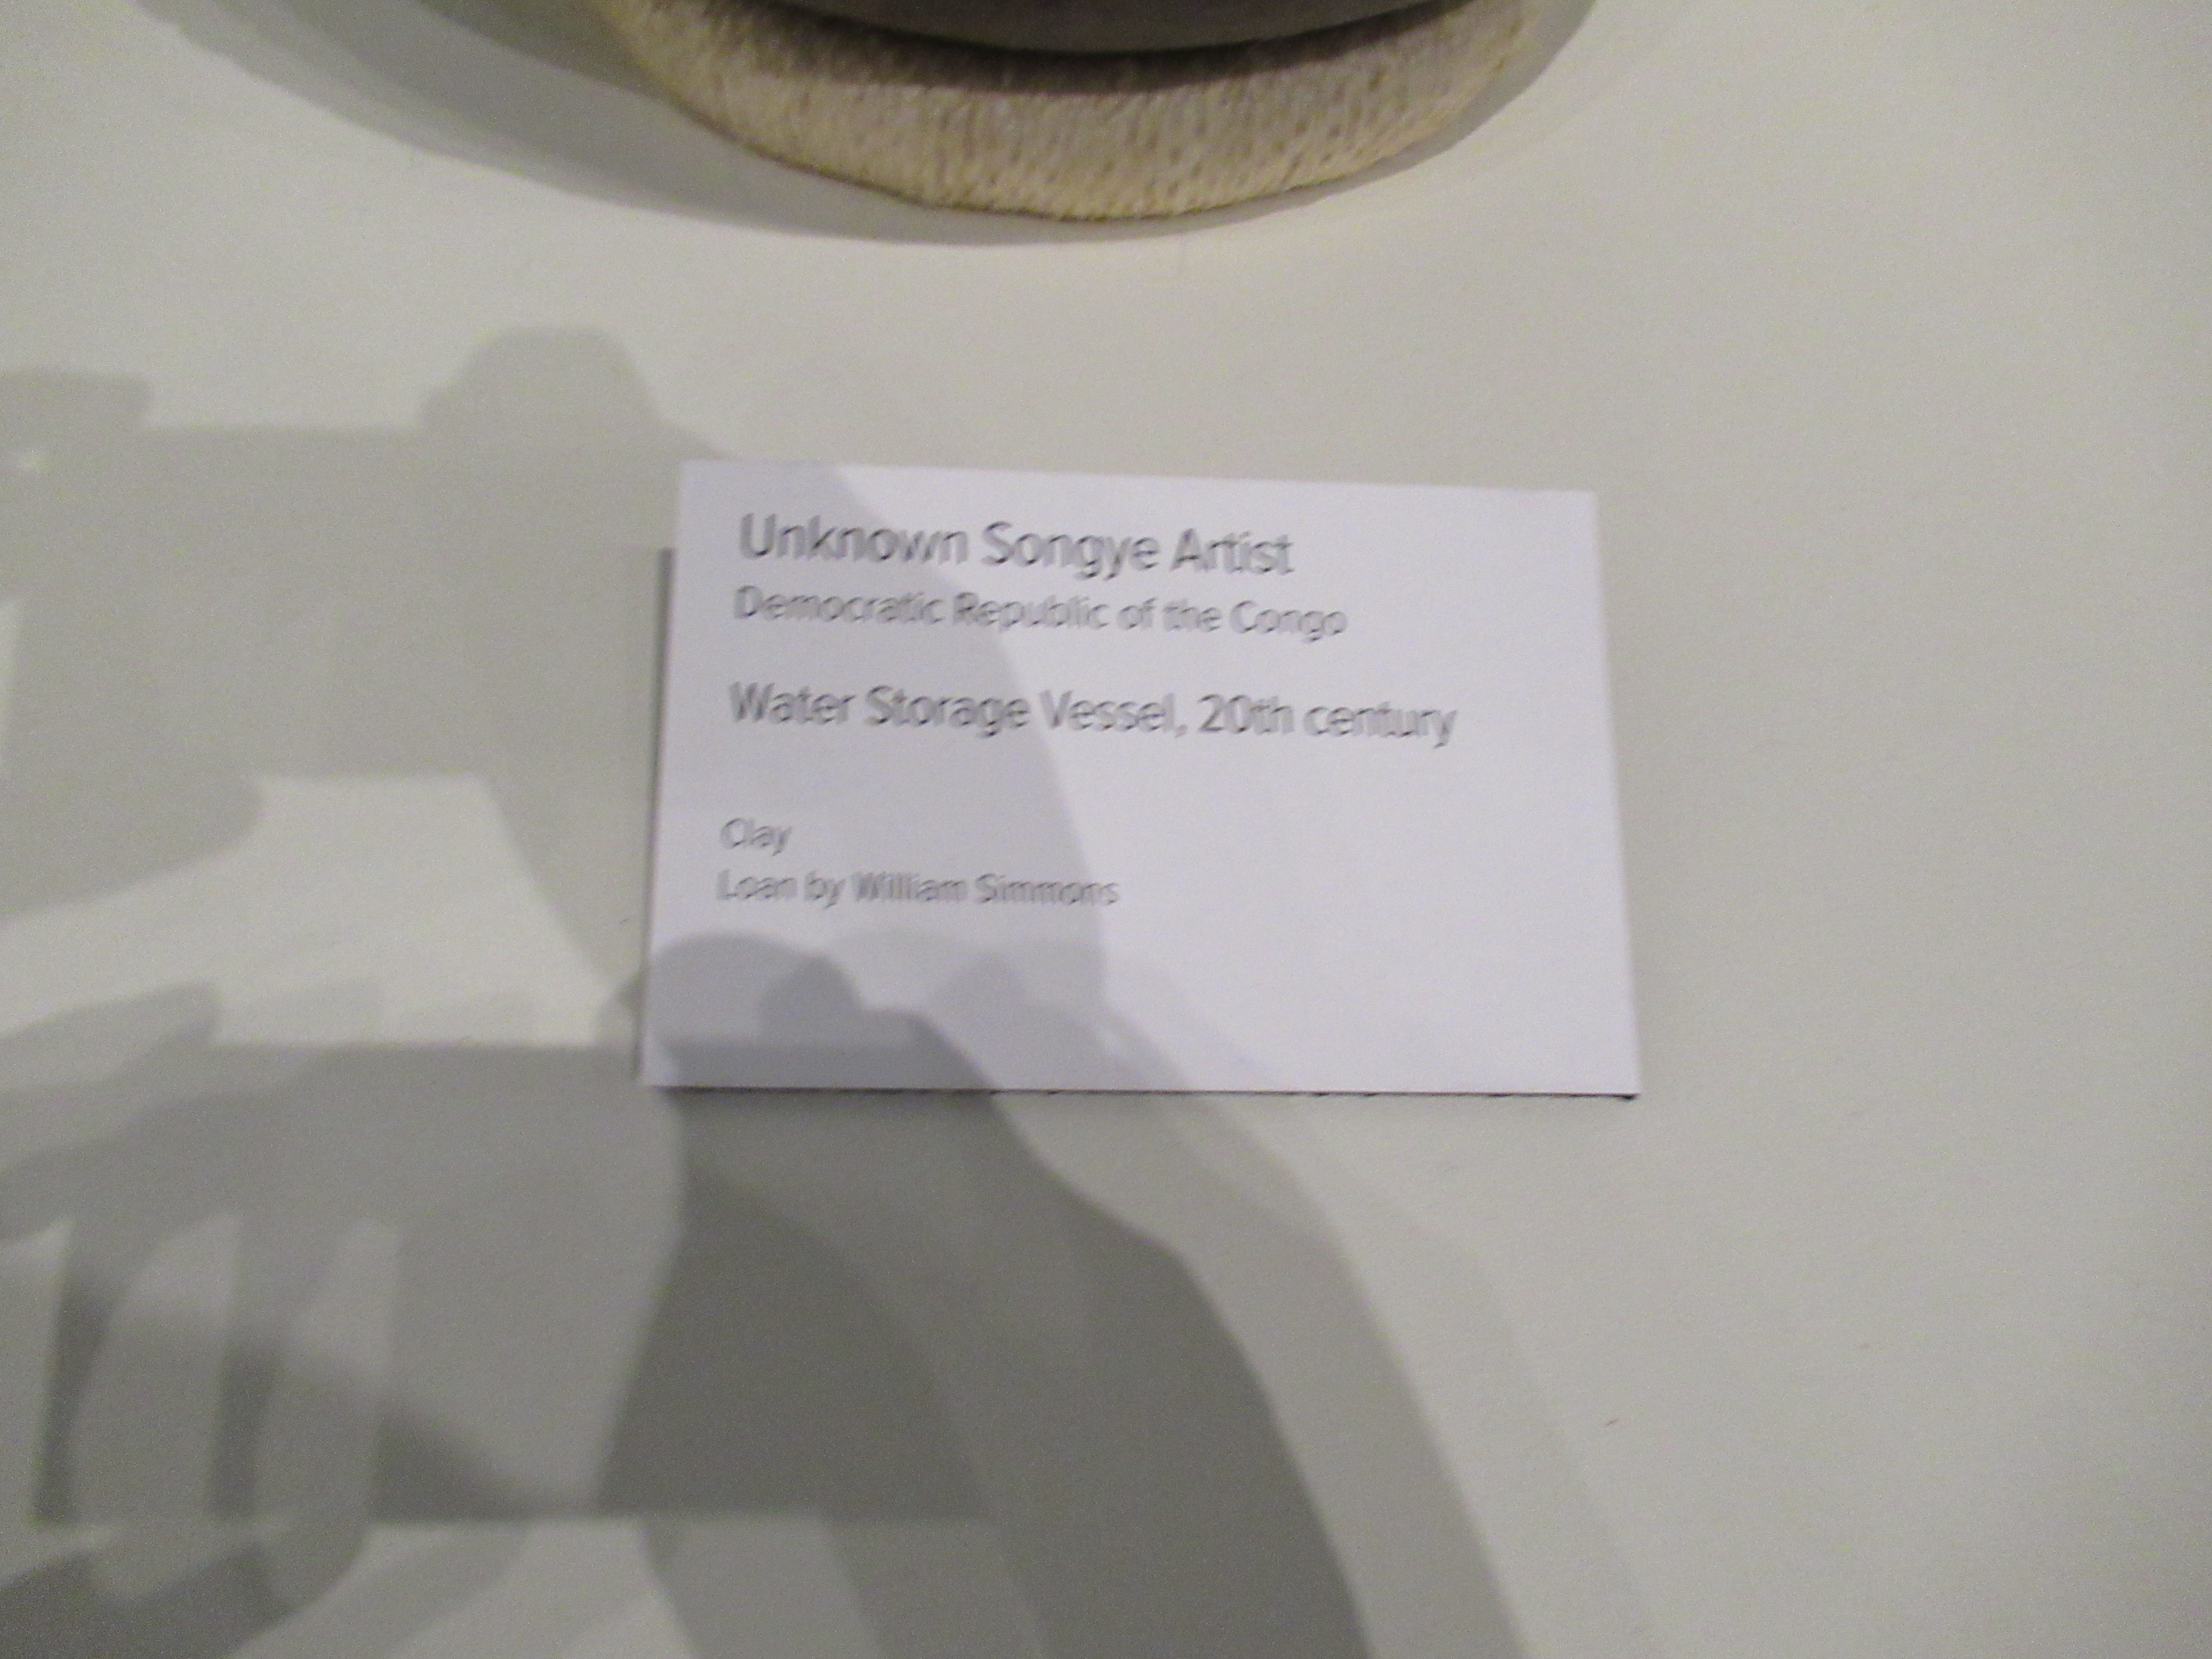 Unknown Songye Artist
Democratic Republic of the Congo
Water Storage Vessel, 20th century
Clay
Loan by William Simmons